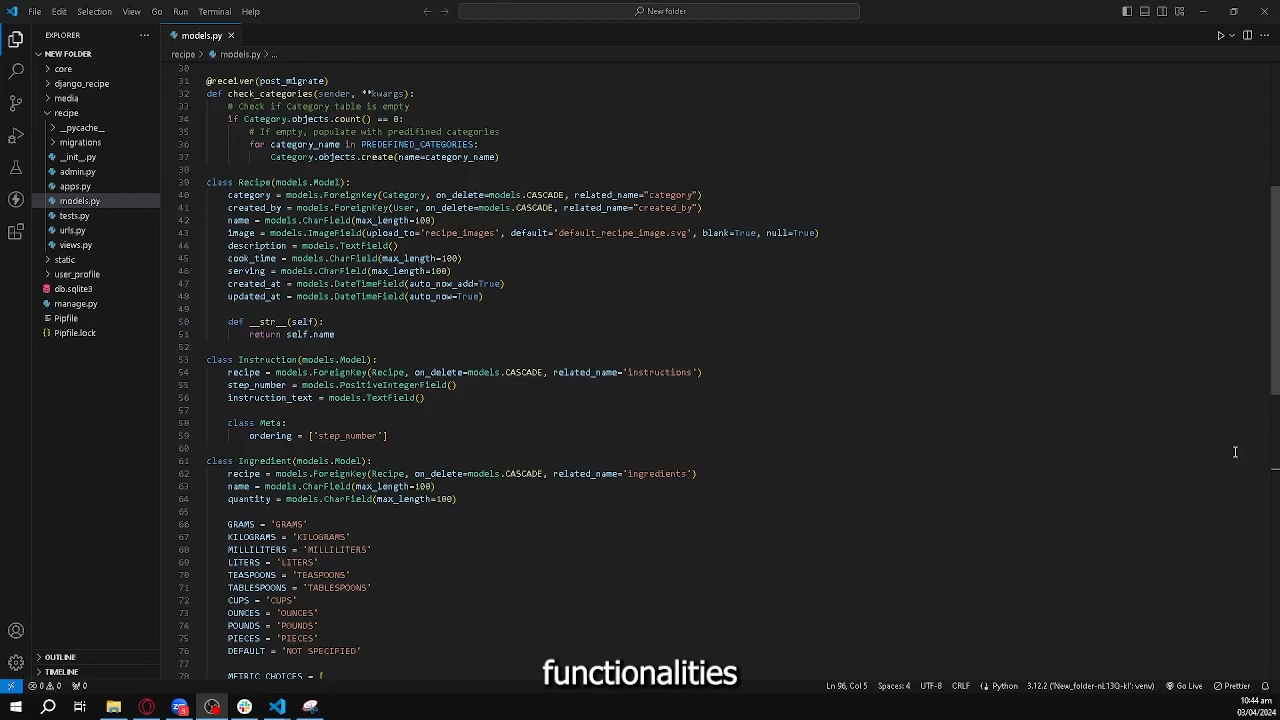 File Edit Selection View Go Run Terminal Help
New folder
EXPLORER
models.py
NEW FOLDER
recipe > models.py > ...
core
django_recipe
media
recipe
__pycache__
migrations
__init__.py
admin.py
apps.py
models.py
tests.py
urls.py
views.py
static
user_profile
db.sqlite3
manage.py
Pipfile
Pipfile.lock
OUTLINE
TIMELINE
30
31 @receiver(post_migrate)
32 def check_categories(sender, **kwargs):
33 # Check if Category table is empty
34 if Category.objects.count() == 0:
35 # If empty, populate with predifined categories
36 for category_name in PREDEFINED_CATEGORIES:
37 Category.objects.create(name=category_name)
38
39 class Recipe(models.Model):
40 category = models.ForeignKey(Category, on_delete=models.CASCADE, related_name="category")
41 created_by = models.ForeignKey(User, on_delete=models.CASCADE, related_name="created_by")
42 name = models.CharField(max_length=100)
43 image = models.ImageField(upload_to='recipe_images', default="default_recipe_image.svg", blank=True, null=True)
44 description = models.TextField()
45 cook_time = models.CharField(max_length=100)
46 serving = models.CharField(max_length=100)
47 created_at = models.DateTimeField(auto_now_add=True)
48 updated_at = models.DateTimeField(auto_now=True)
49
50 def __str__(self):
51 return self.name
52
53 class Instruction(models.Model):
54 recipe = models.ForeignKey(Recipe, on_delete=models.CASCADE, related_name='instructions')
55 step_number = models.PositiveIntegerField()
56 instruction_text = models.TextField()
57
58 class Meta:
59 ordering = ['step_number']
60
61 class Ingredient(models.Model):
62 recipe = models.ForeignKey(Recipe, on_delete=models.CASCADE, related_name='ingredients')
63 name = models.CharField(max_length=100)
64 quantity = models.CharField(max_length=100)
65
66 GRAMS = 'GRAMS'
67 KILOGRAMS = 'KILOGRAMS'
68 MILLILITERS = 'MILLILITERS'
69 LITERS = 'LITERS'
70 TEASPOONS = 'TEASPOONS'
71 TABLESPOONS = 'TABLESPOONS'
72 CUPS = 'CUPS'
73 OUNCES = 'OUNCES'
74 POUNDS = 'POUNDS'
75 PIECES = 'PIECES'
76 DEFAULT = 'NOT SPECIFIED'
77
78 METRIC_CHOICES = [
functionalities
0 0 0 Ln 96, Col 5 Spaces: 4 UTF-8 CRLF Python 3.12.2 ('New_folder-nL13Q-kI': venv) Go Live Prettier
10:44 am
03/04/2024